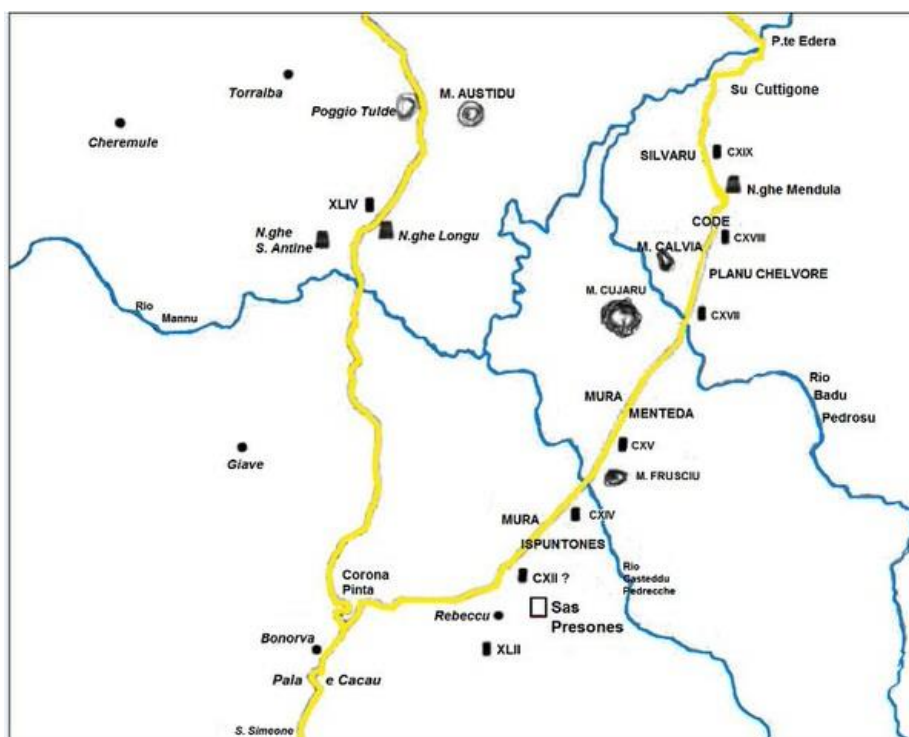 P.te Edera
Torralba
Poggio Tulde
M. AUSTIDU
Su Cuttigone
Cheremule
SILVARU
CXIX
N.ghe Mendula
XLIV
CODE
N.ghe
S. Antine
N.ghe Longu
CXVIII
M. CALVIA
PLANU CHELVORE
M. CUJARU
Rio
Mannu
CXVII
Rio
Badu
Pedrosu
MURA
MENTEDA
Giave
CXV
M. FRUSCIU
MURA
CXIV
ISPUNTONES
Rio
Casteddu
Pedrecche
Corona
Pinta
CXII ?
Rebeccu
Sas
Presones
Bonorva
XLII
Pala e Cacau
S. Simeone